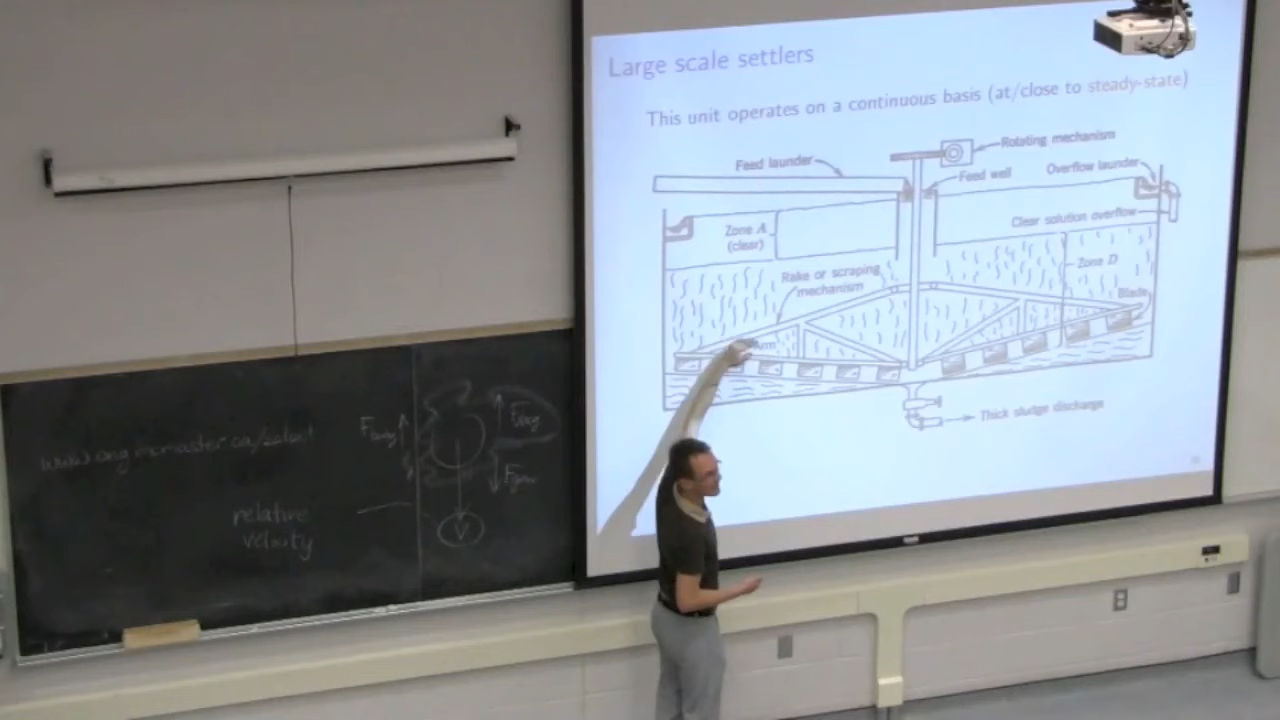 Large scale settlers
This unit operates on a continuous basis (at/close to steady-state)
Rotating mechanism
Feed launder
Feed well
Overflow launder
Zone A
(clear)
Clear solution overflow
Rake or scraping
mechanism
Zone D
Blade
Arm
Thick sludge discharge
relative
velocity
V